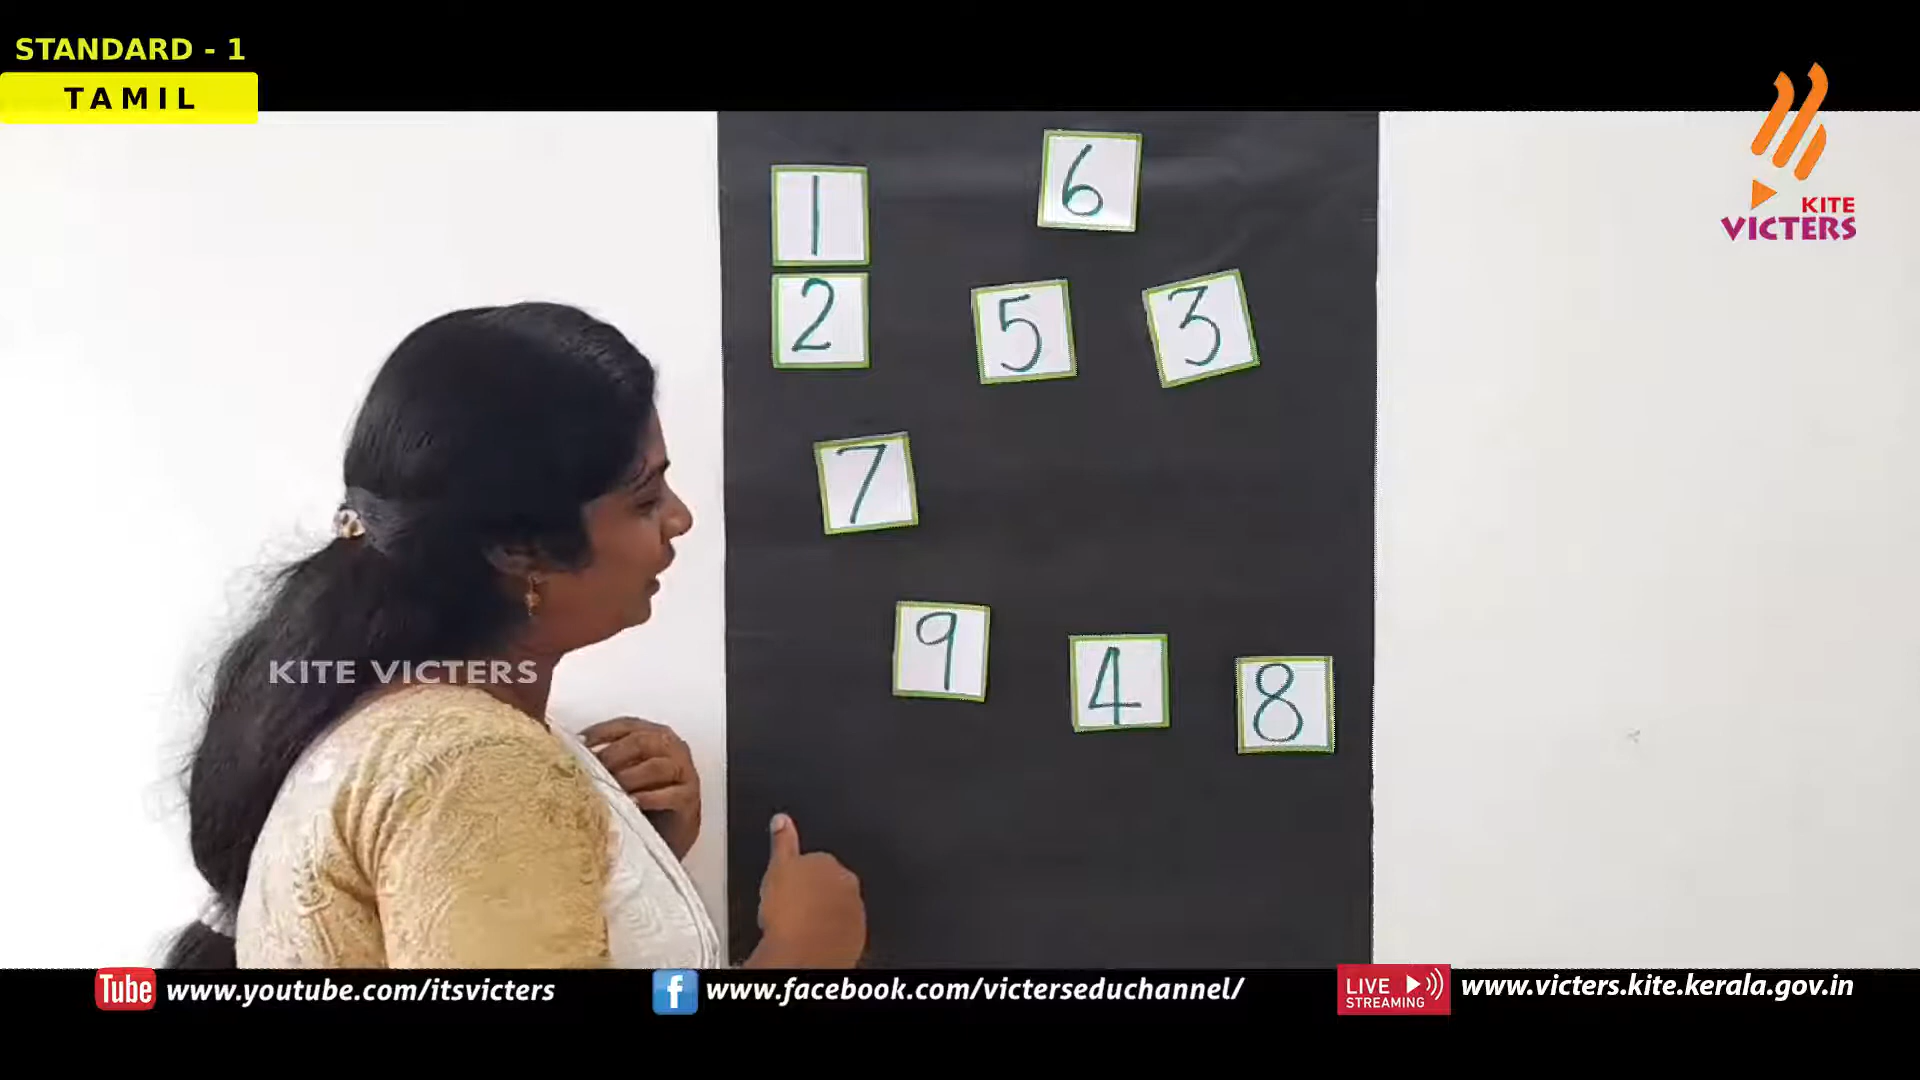 STANDARD - 1
TAMIL
KITE
VICTERS
1
6
2
5
3
7
9
4
8
KITE VICTERS
Tube www.youtube.com/itsvicters
f www.facebook.com/victerseduchannel/
LIVE
STREAMING
www.victers.kite.kerala.gov.in